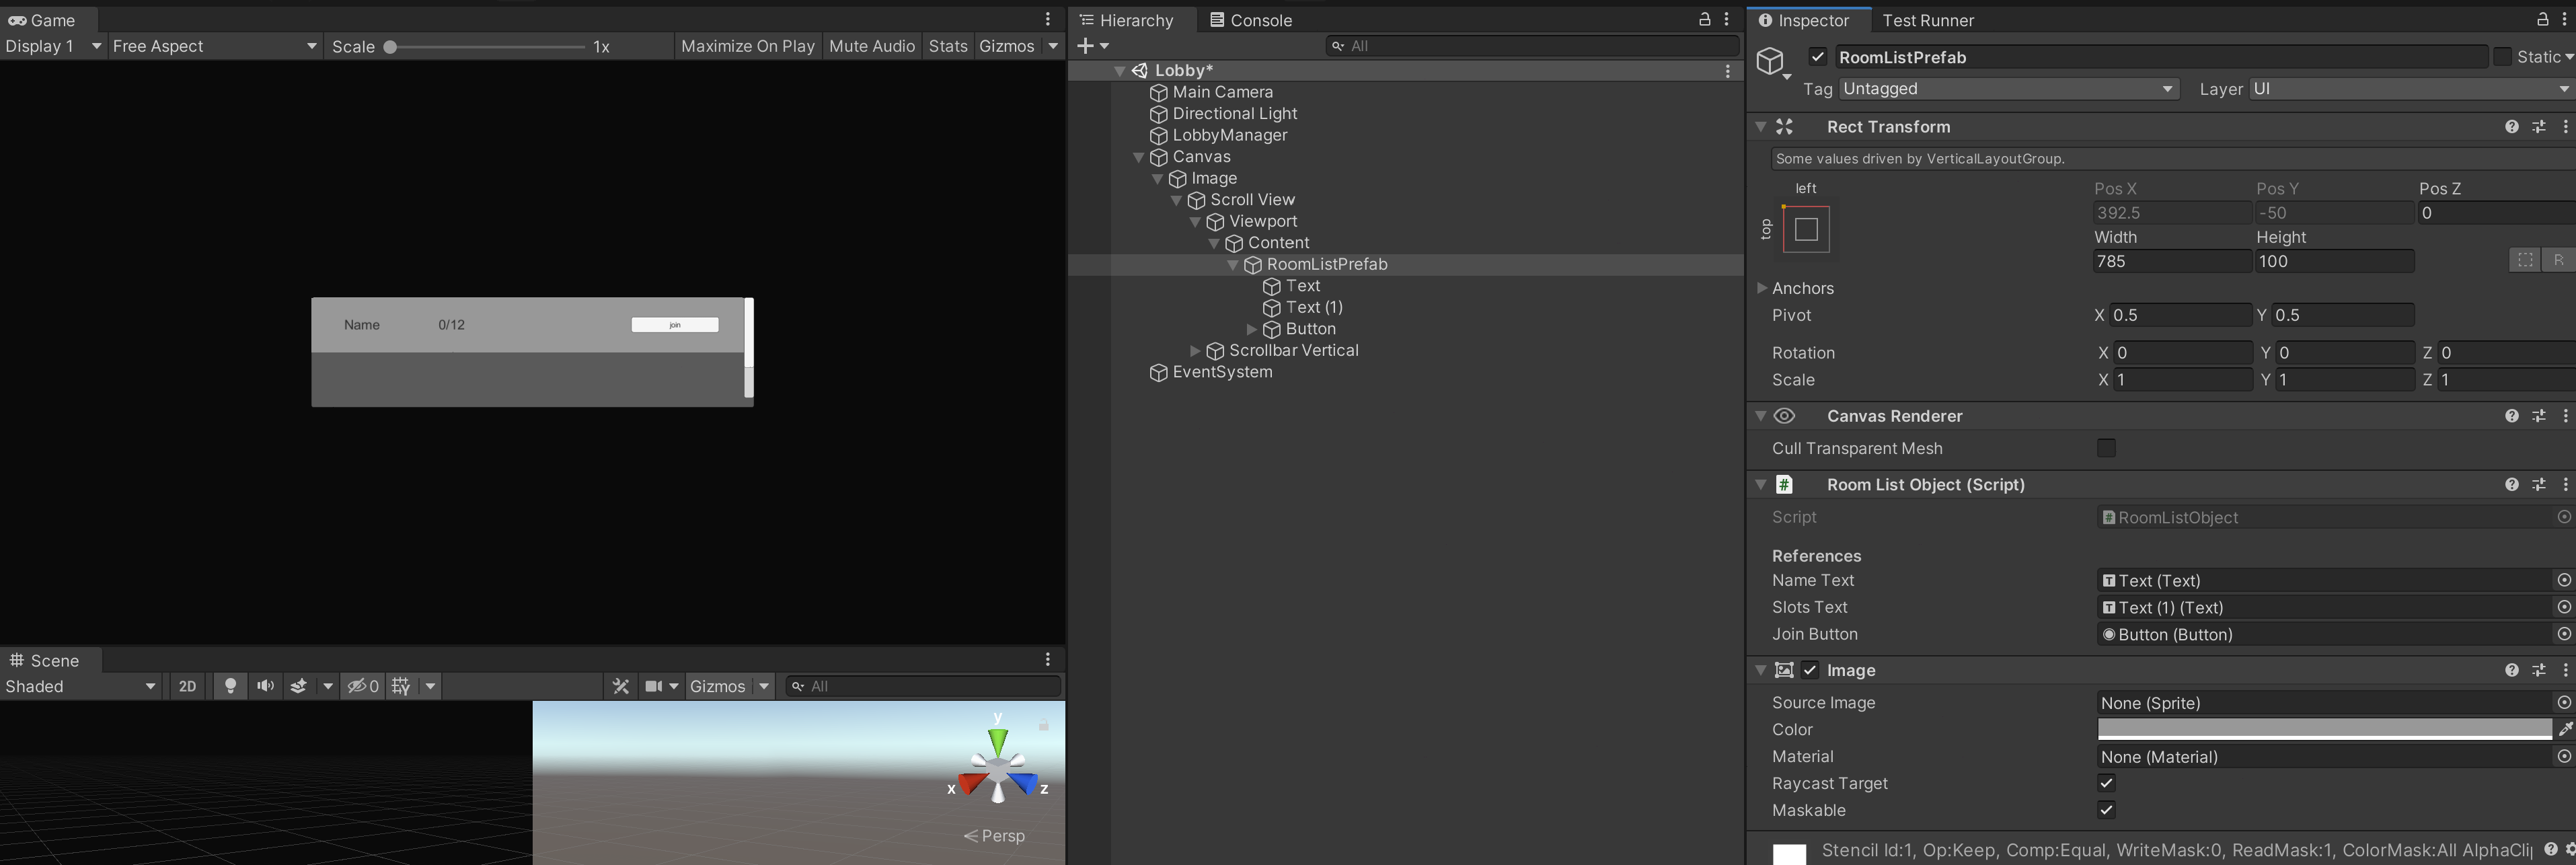 Game
Display 1 Free Aspect Scale 1x Maximize On Play Mute Audio Stats Gizmos
Name 0/12 join
Scene
Shaded 2D 0 Gizmos All
y
x z
Persp
Hierarchy Console
All
Lobby*
Main Camera
Directional Light
LobbyManager
Canvas
Image
Scroll View
Viewport
Content
RoomListPrefab
Text
Text (1)
Button
Scrollbar Vertical
EventSystem
Inspector Test Runner
RoomListPrefab Static
Tag Untagged Layer UI
Rect Transform
Some values driven by VerticalLayoutGroup.
left
top
Pos X Pos Y Pos Z
392.5 -50 0
Width Height
785 100 R
Anchors
Pivot X 0.5 Y 0.5
Rotation X 0 Y 0 Z 0
Scale X 1 Y 1 Z 1
Canvas Renderer
Cull Transparent Mesh
# Room List Object (Script)
Script # RoomListObject
References
Name Text T Text (Text)
Slots Text T Text (1) (Text)
Join Button Button (Button)
Image
Source Image None (Sprite)
Color
Material None (Material)
Raycast Target
Maskable
Stencil Id:1, Op:Keep, Comp:Equal, WriteMask:0, ReadMask:1, ColorMask:All AlphaCli